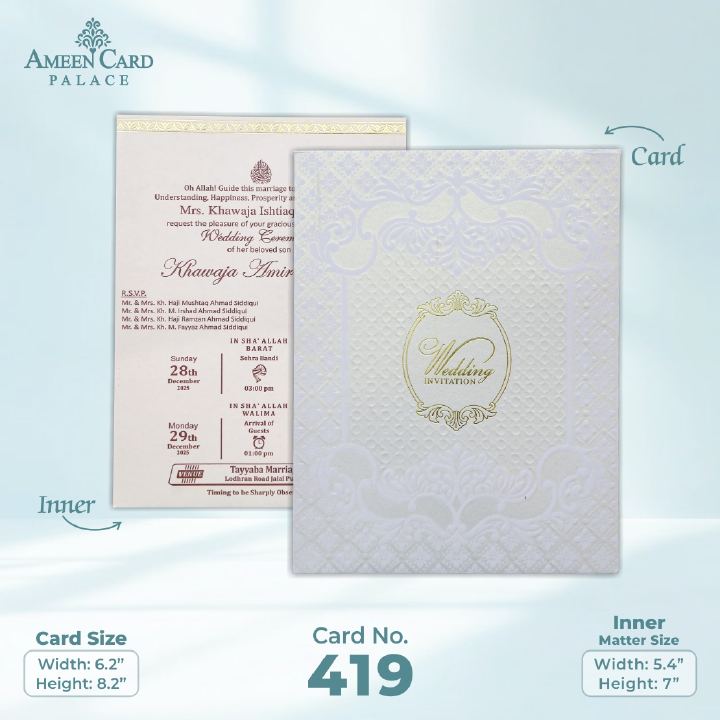 AMEEN CARD
PALACE
Card
Oh Allah! Guide this marriage to
Understanding, Happiness, Prosperity
Mrs. Khawaja Ishtiaq
request the pleasure of your gracious
Wedding
of her beloved son
Khawaja Amir
R.S.V.P.
Mr. & Mrs. Kh. Haji Mushtaq Ahmad Siddiqui
Mr. & Mrs. Kh. M. Irshad Ahmad Siddiqui
Mr. & Mrs. Kh. Haji Ramzan Ahmad Siddiqui
Mr. & Mrs. Kh. M. Fayyaz Ahmad Siddiqui
IN SHA' ALLAH
BARAT
Sunday
28th
December
2025
Sehra Bandi
03:00 pm
IN SHA' ALLAH
WALIMA
Monday
29th
December
2025
Arrival of
Guests
01:00 pm
VENUE
Tayyaba
Lodhran Road Jalal
Timing to be Sharply
Wedding
INVITATION
Inner
Card Size
Width: 6.2”
Height: 8.2”
Card No.
419
Inner
Matter Size
Width: 5.4”
Height: 7”